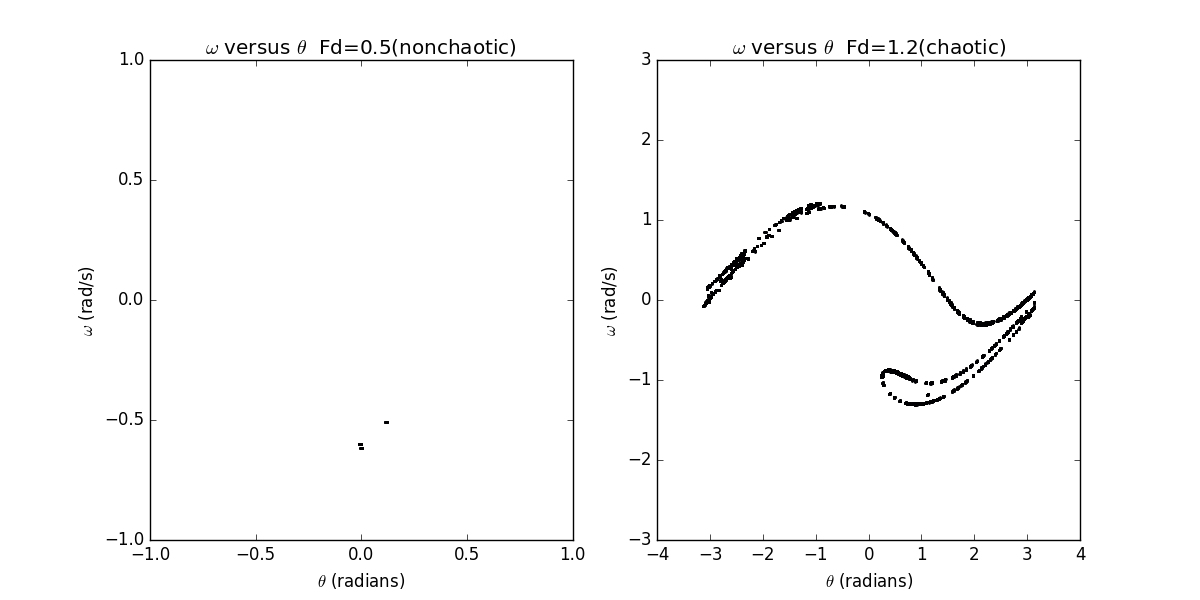 ω versus θ  Fd=0.5(nonchaotic)
1.0
0.5
0.0
−0.5
−1.0
ω (rad/s)
−1.0 −0.5 0.0 0.5 1.0
θ (radians)
ω versus θ  Fd=1.2(chaotic)
3
2
1
0
−1
−2
−3
ω (rad/s)
−4 −3 −2 −1 0 1 2 3 4
θ (radians)